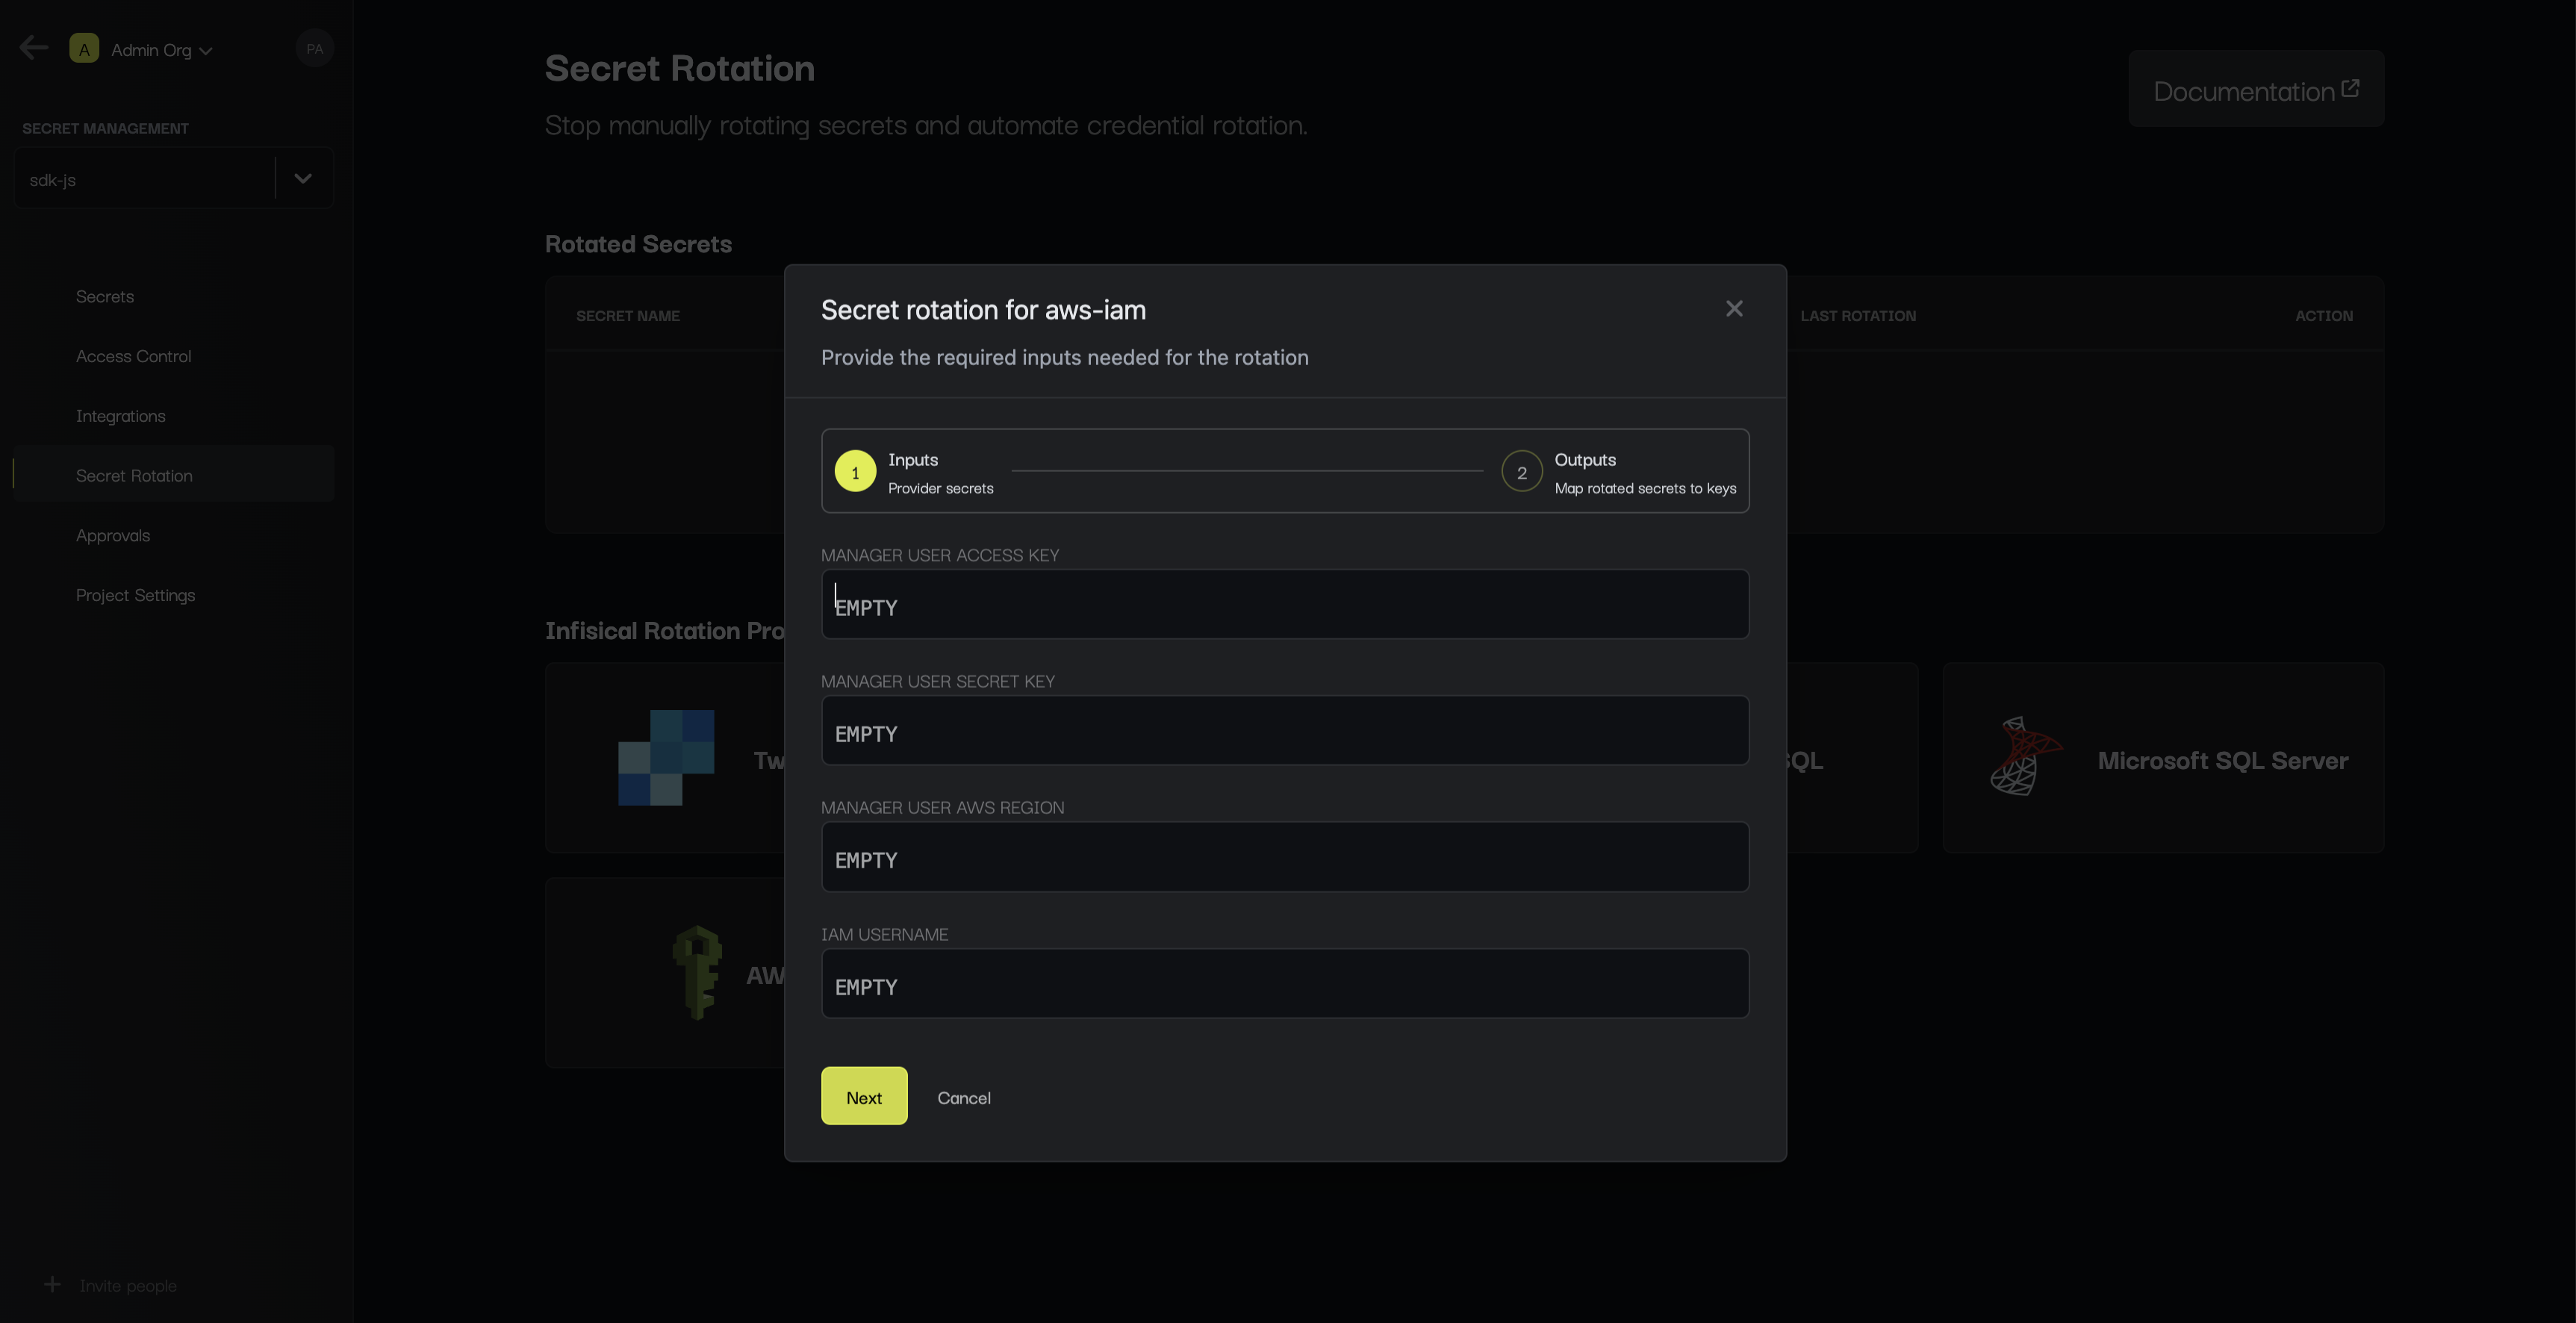 A
Admin Org
PA
SECRET MANAGEMENT
sdk-js
Secrets
Access Control
Integrations
Secret Rotation
Approvals
Project Settings
Invite people
Secret Rotation
Stop manually rotating secrets and automate credential rotation.
Documentation
Rotated Secrets
SECRET NAME
LAST ROTATION
ACTION
Infisical Rotation Pro
Tw
SQL
Microsoft SQL Server
AW
Secret rotation for aws-iam
Provide the required inputs needed for the rotation
1
Inputs
Provider secrets
2
Outputs
Map rotated secrets to keys
MANAGER USER ACCESS KEY
EMPTY
MANAGER USER SECRET KEY
EMPTY
MANAGER USER AWS REGION
EMPTY
IAM USERNAME
EMPTY
Next
Cancel